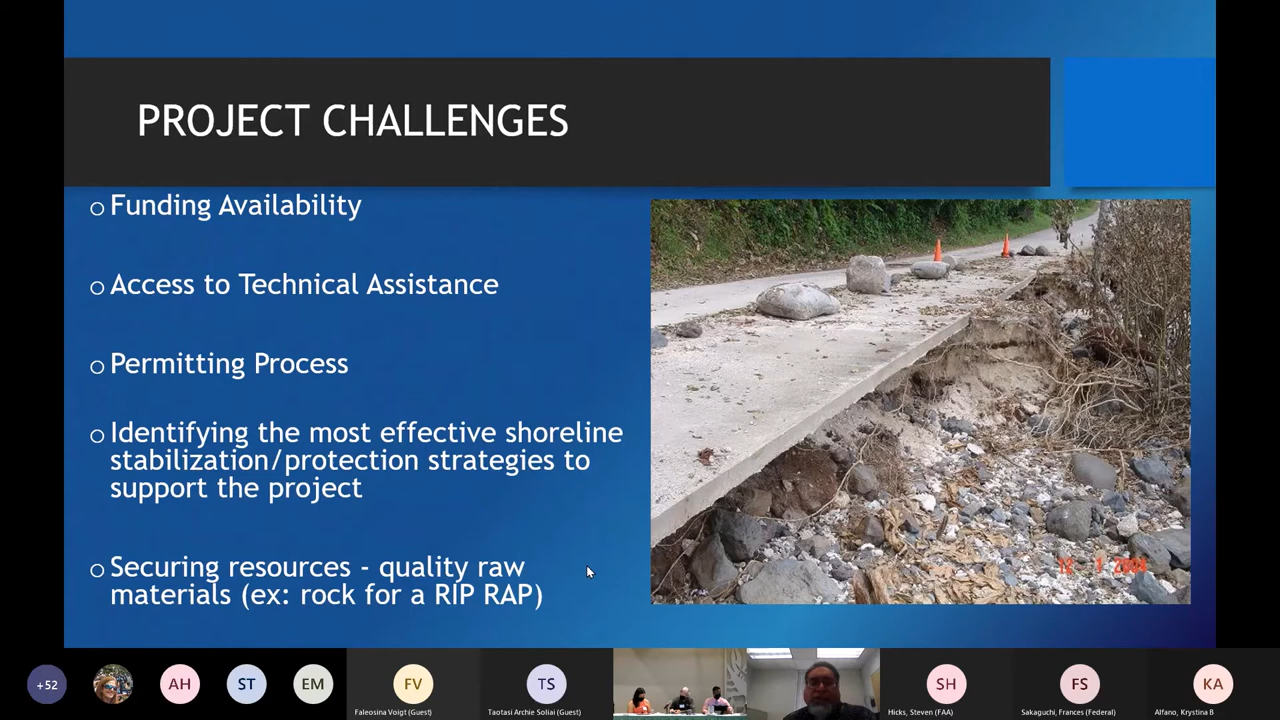 PROJECT CHALLENGES
Funding Availability
Access to Technical Assistance
Permitting Process
Identifying the most effective shoreline
stabilization/protection strategies to
support the project
Securing resources - quality raw
materials (ex: rock for a RIP RAP)
+52
AH
ST
EM
FV
TS
SH
FS
KA
Faleosina Voigt (Guest)
Taotasi Archie Soliai (Guest)
Hicks, Steven (FAA)
Sakaguchi, Frances (Federal)
Alfano, Krystina B